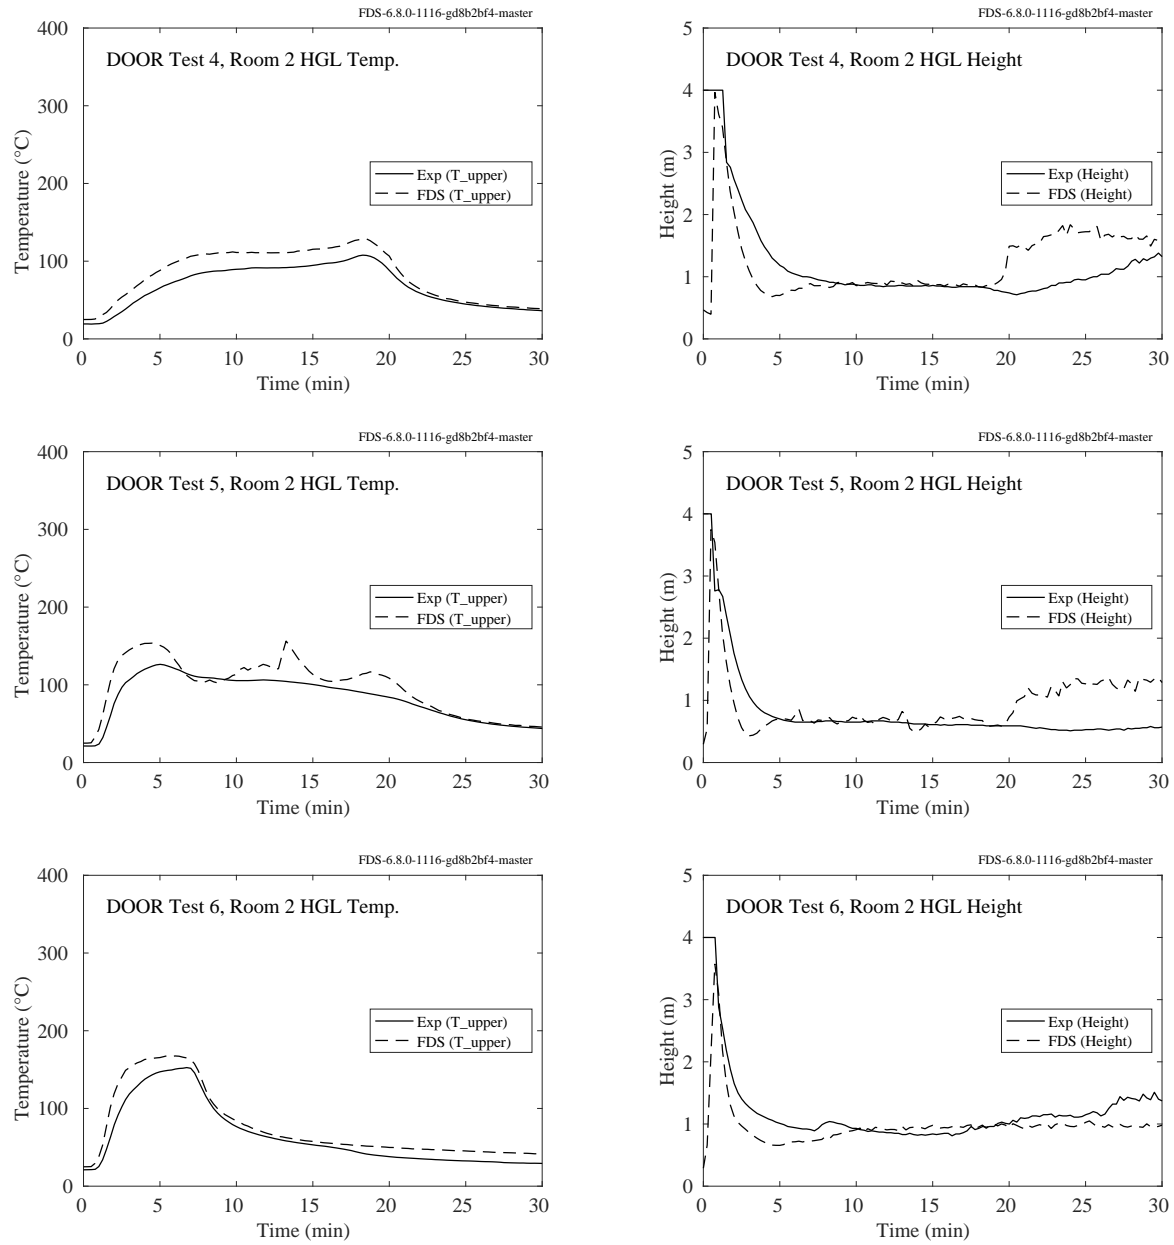 FDS-6.8.0-1116-gd8b2bf4-master
DOOR Test 4, Room 2 HGL Temp.
400
300
200
100
0
Temperature (°C)
Exp (T_upper)
FDS (T_upper)
0 5 10 15 20 25 30
Time (min)
FDS-6.8.0-1116-gd8b2bf4-master
DOOR Test 4, Room 2 HGL Height
5
4
3
2
1
0
Height (m)
Exp (Height)
FDS (Height)
0 5 10 15 20 25 30
Time (min)
FDS-6.8.0-1116-gd8b2bf4-master
DOOR Test 5, Room 2 HGL Temp.
400
300
200
100
0
Temperature (°C)
Exp (T_upper)
FDS (T_upper)
0 5 10 15 20 25 30
Time (min)
FDS-6.8.0-1116-gd8b2bf4-master
DOOR Test 5, Room 2 HGL Height
5
4
3
2
1
0
Height (m)
Exp (Height)
FDS (Height)
0 5 10 15 20 25 30
Time (min)
FDS-6.8.0-1116-gd8b2bf4-master
DOOR Test 6, Room 2 HGL Temp.
400
300
200
100
0
Temperature (°C)
Exp (T_upper)
FDS (T_upper)
0 5 10 15 20 25 30
Time (min)
FDS-6.8.0-1116-gd8b2bf4-master
DOOR Test 6, Room 2 HGL Height
5
4
3
2
1
0
Height (m)
Exp (Height)
FDS (Height)
0 5 10 15 20 25 30
Time (min)